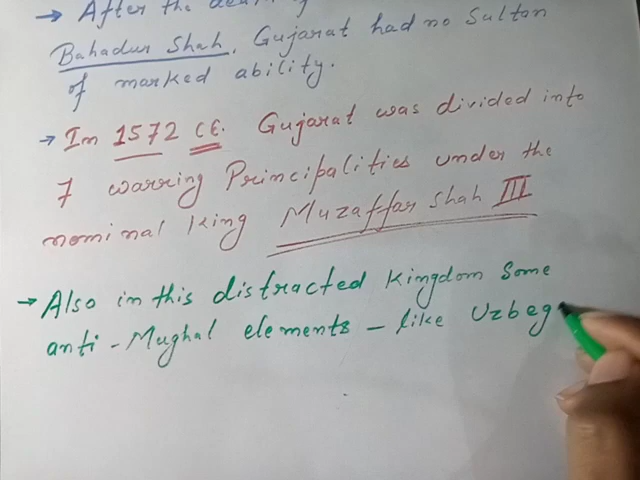 → After the death of
Bahadur Shah, Gujarat had no Sultan
of marked ability.
→ In 1572 CE. Gujarat was divided into
7 warring Principalities under the
nominal King Muzaffar Shah III
→ Also in this distracted Kingdom Some
anti-Mughal elements - like Uzbeg